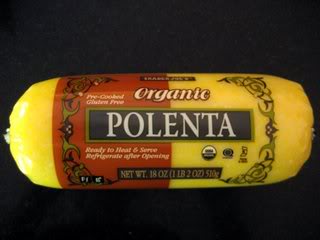 TRADER JOE'S
Organic
Pre-Cooked
Gluten Free
POLENTA
Ready to Heat & Serve
Refrigerate after Opening
NET WT. 18 OZ (1 LB 2 OZ) 510g